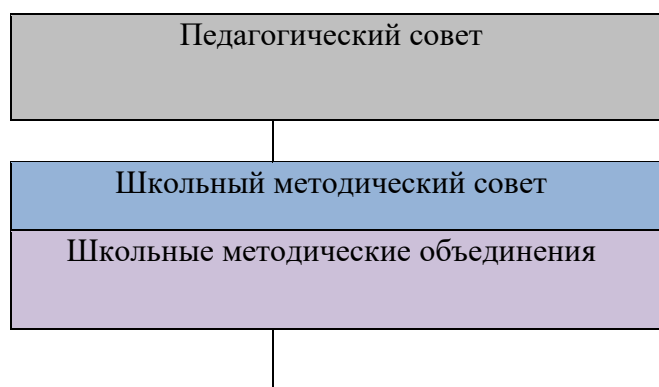 Педагогический совет
Школьный методический совет
Школьные методические объединения